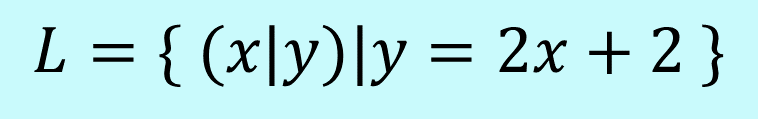 L = { (x|y)|y = 2x + 2 }